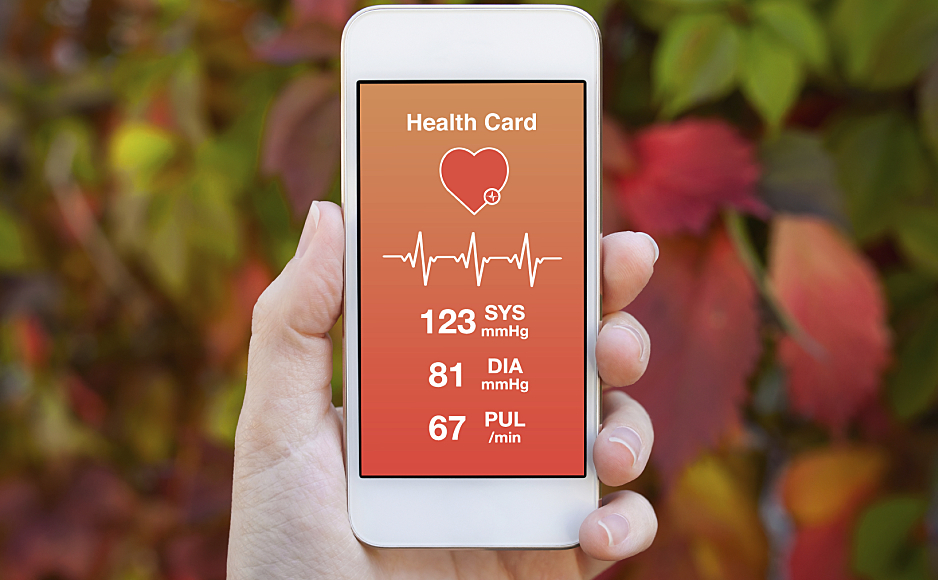 Health Card
123 SYS
mmHg
81 DIA
mmHg
67 PUL
/min